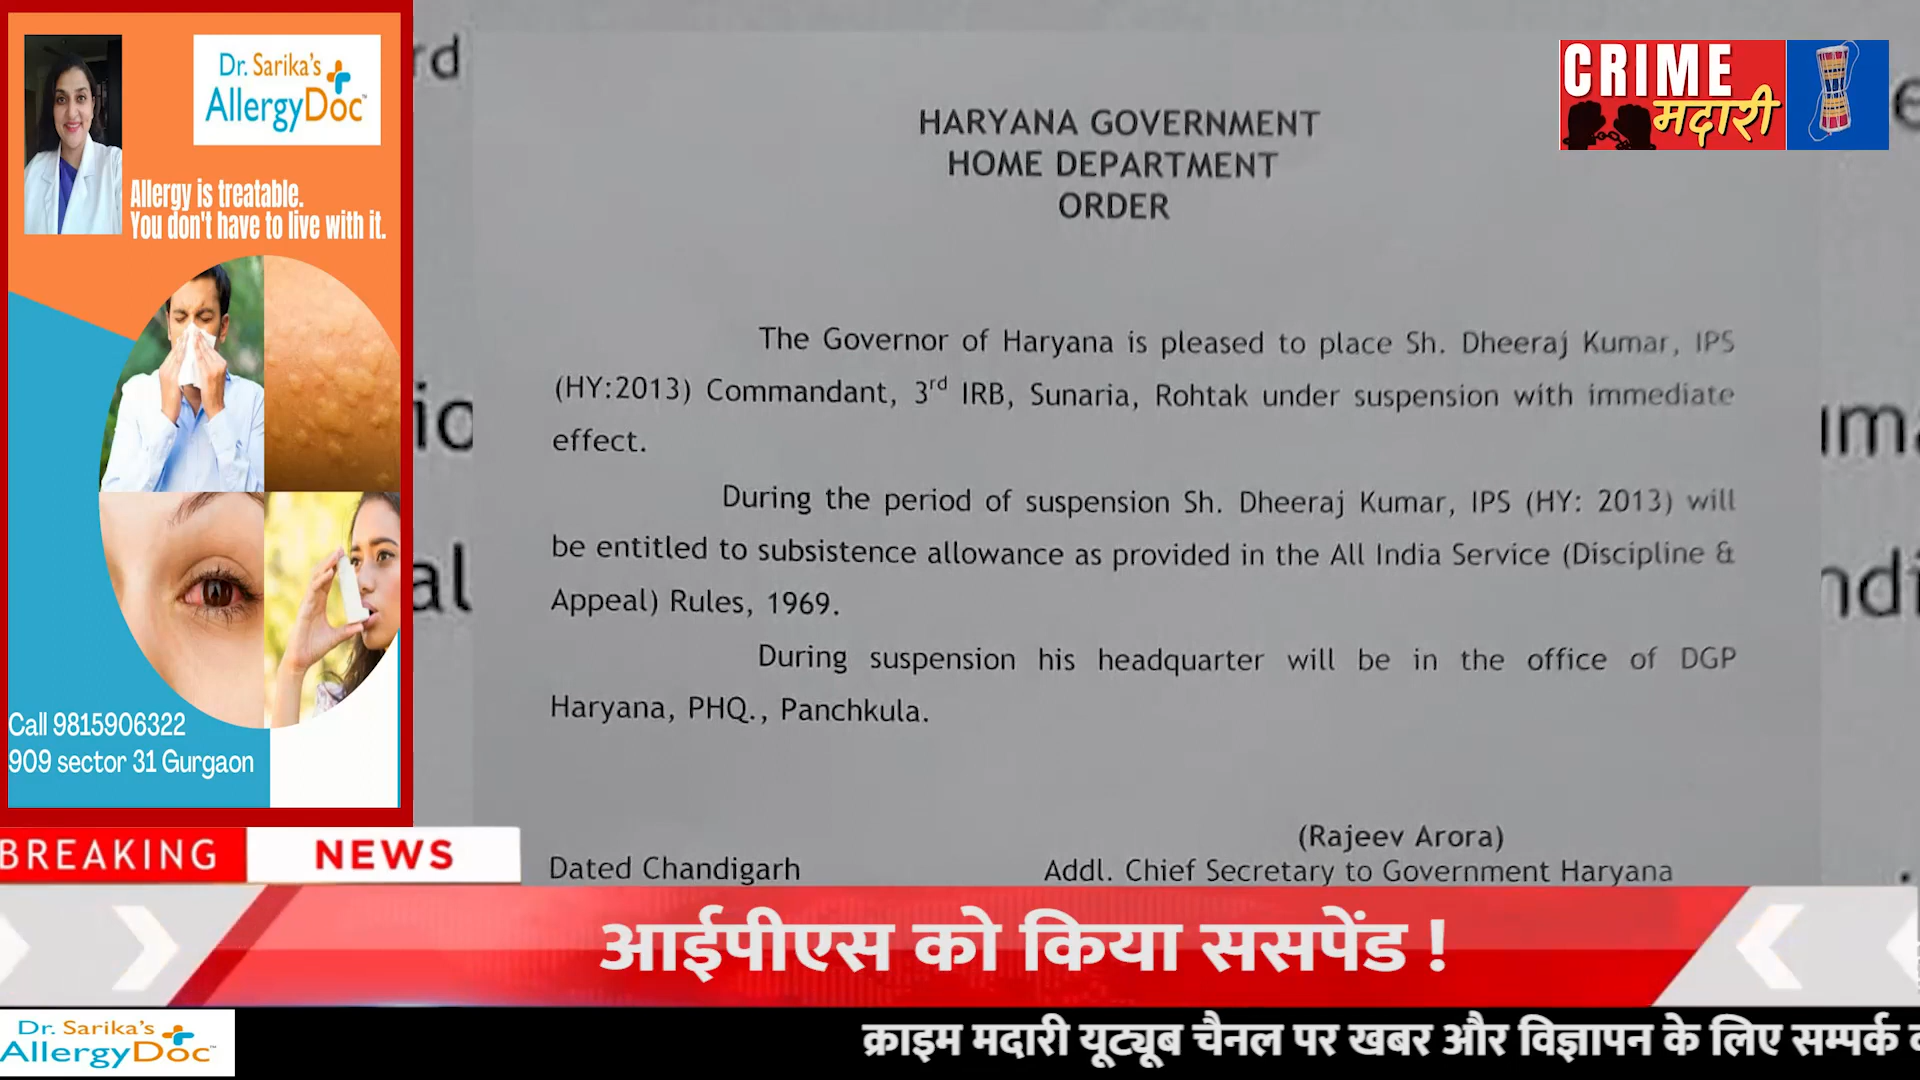 Dr. Sarika's
AllergyDoc™
Allergy is treatable.
You don't have to live with it.
Call 9815906322
909 sector 31 Gurgaon
CRIME
मदारी
HARYANA GOVERNMENT
HOME DEPARTMENT
ORDER
The Governor of Haryana is pleased to place Sh. Dheeraj Kumar, IPS
(HY:2013) Commandant, 3rd IRB, Sunaria, Rohtak under suspension with immediate
effect.
During the period of suspension Sh. Dheeraj Kumar, IPS (HY: 2013) will
be entitled to subsistence allowance as provided in the All India Service (Discipline &
Appeal) Rules, 1969.
During suspension his headquarter will be in the office of DGP
Haryana, PHQ., Panchkula.
(Rajeev Arora)
Dated Chandigarh
Addl. Chief Secretary to Government Haryana
BREAKING NEWS
आईपीएस को किया ससपेंड !
Dr. Sarika's
AllergyDoc™
क्राइम मदारी यूट्यूब चैनल पर खबर और विज्ञापन के लिए सम्पर्क